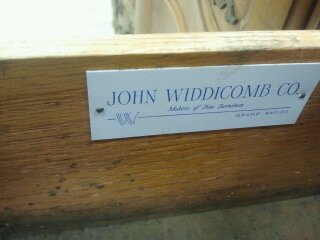 JOHN WIDDICOMB CO.
Makers of Fine Furniture
W
GRAND RAPIDS